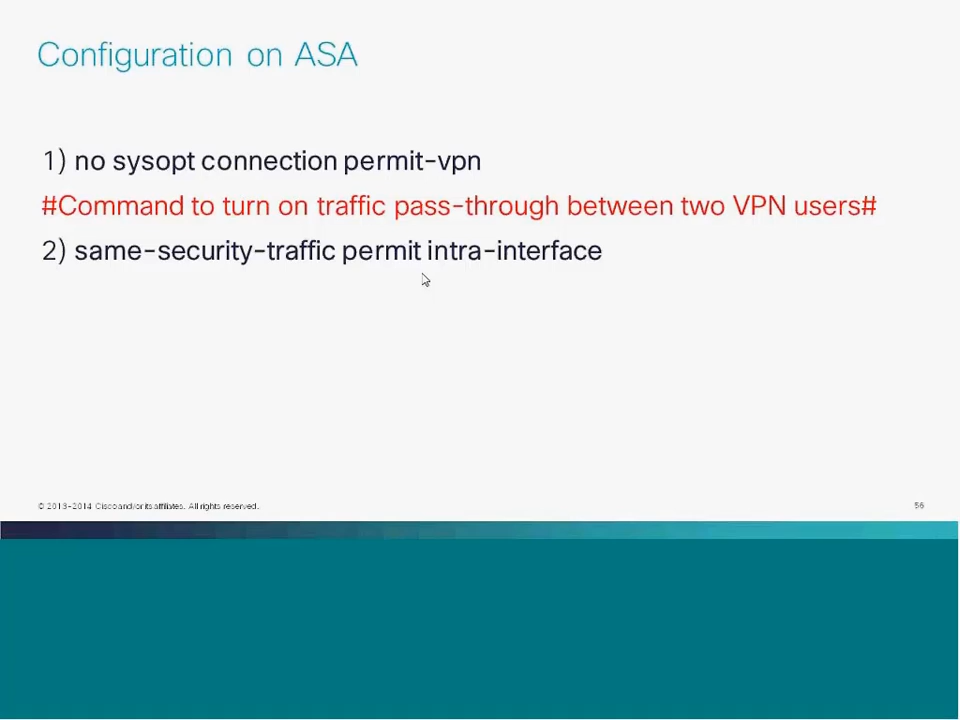 Configuration on ASA
1) no sysopt connection permit-vpn
#Command to turn on traffic pass-through between two VPN users#
2) same-security-traffic permit intra-interface
© 2013-2014 Cisco and/or its affiliates. All rights reserved.
56